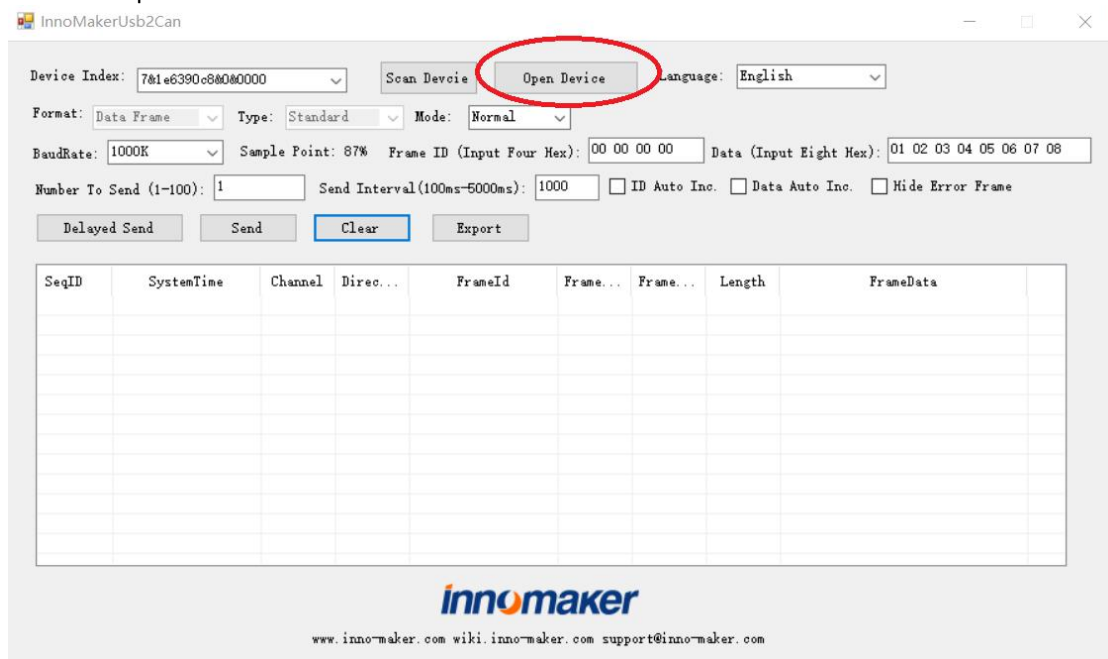 InnoMakerUsb2Can
Device Index: 7&1e6390c8&0&0000 Scan Devcie Open Device Language: English
Format: Data Frame Type: Standard Mode: Normal
BaudRate: 1000K Sample Point: 87% Frame ID (Input Four Hex): 00 00 00 00 Data (Input Eight Hex): 01 02 03 04 05 06 07 08
Number To Send (1-100): 1 Send Interval(100ms-5000ms): 1000 ID Auto Inc. Data Auto Inc. Hide Error Frame
Delayed Send Send Clear Export
SeqID SystemTime Channel Direc... FrameId Frame... Frame... Length FrameData
innomaker
www.inno-maker.com wiki.inno-maker.com support@inno-maker.com